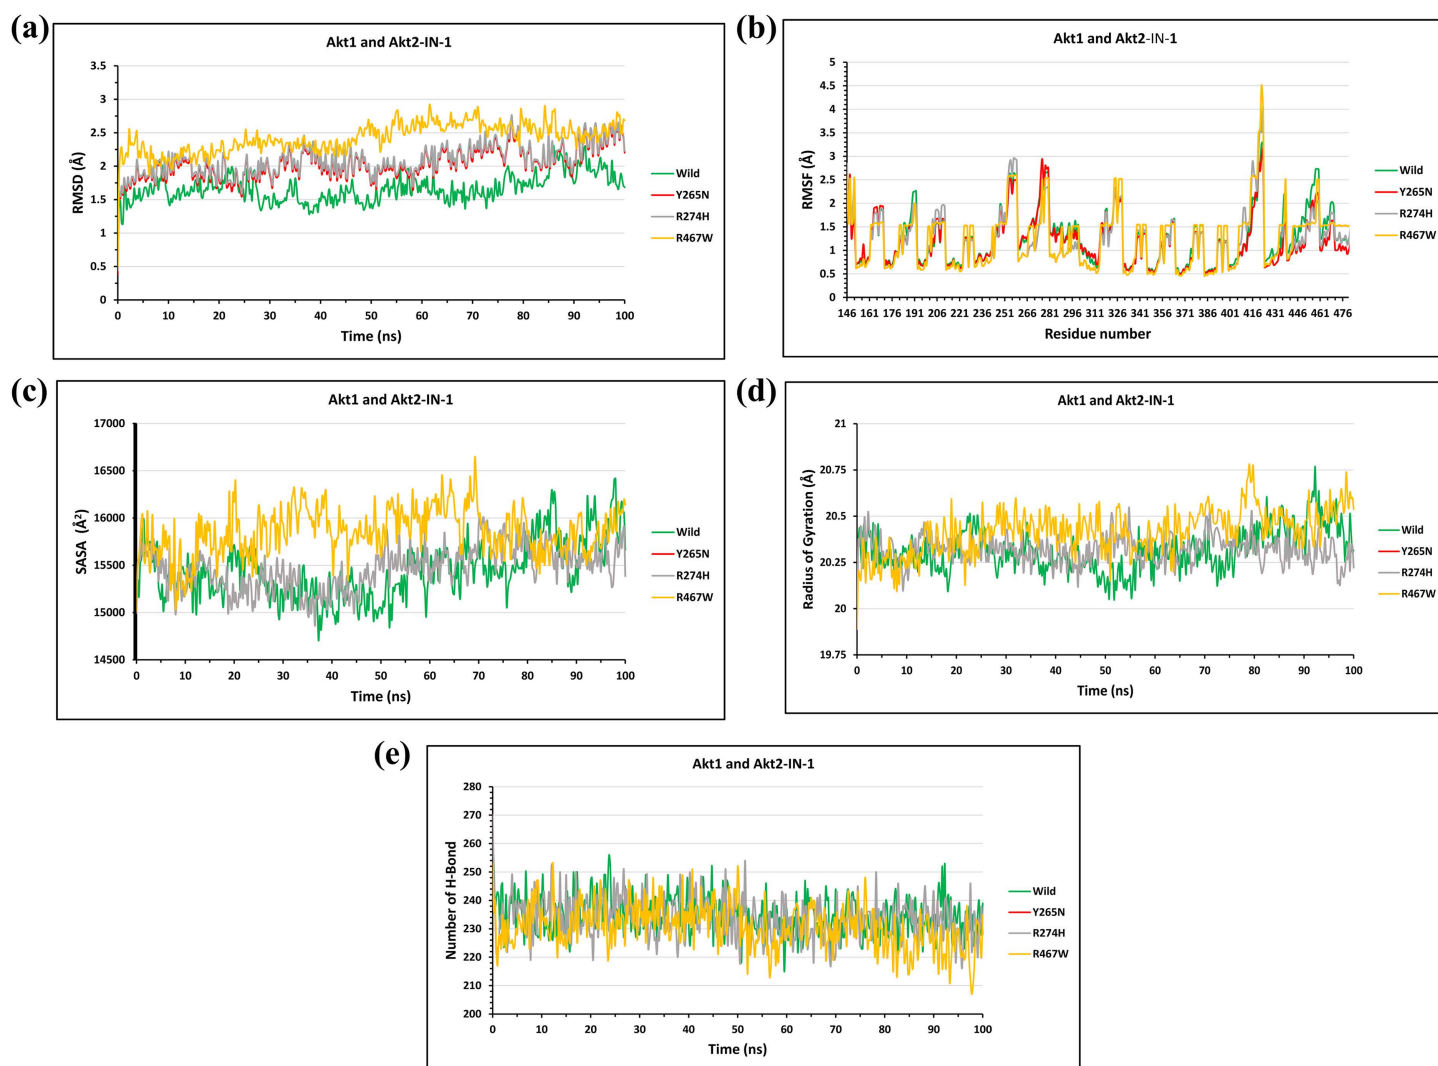 (a)
Akt1 and Akt2-IN-1
RMSD (Å)
3.5
3
2.5
2
1.5
1
0.5
0
0 10 20 30 40 50 60 70 80 90 100
Time (ns)
Wild
Y265N
R274H
R467W
(b)
Akt1 and Akt2-IN-1
RMSF (Å)
5
4.5
4
3.5
3
2.5
2
1.5
1
0.5
0
146 161 176 191 206 221 236 251 266 281 296 311 326 341 356 371 386 401 416 431 446 461 476
Residue number
Wild
Y265N
R274H
R467W
(c)
Akt1 and Akt2-IN-1
SASA (Å²)
17000
16500
16000
15500
15000
14500
0 10 20 30 40 50 60 70 80 90 100
Time (ns)
Wild
Y265N
R274H
R467W
(d)
Akt1 and Akt2-IN-1
Radius of Gyration (Å)
21
20.75
20.5
20.25
20
19.75
0 10 20 30 40 50 60 70 80 90 100
Time (ns)
Wild
Y265N
R274H
R467W
(e)
Akt1 and Akt2-IN-1
Number of H-Bond
280
270
260
250
240
230
220
210
200
0 10 20 30 40 50 60 70 80 90 100
Time (ns)
Wild
Y265N
R274H
R467W